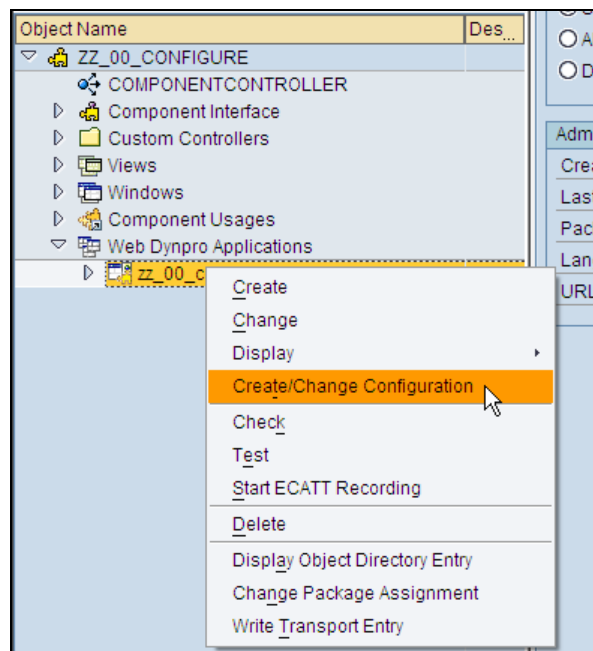 Object Name Des...
ZZ_00_CONFIGURE
COMPONENTCONTROLLER
Component Interface
Custom Controllers
Views
Windows
Component Usages
Web Dynpro Applications
zz_00_c
Create
Change
Display
Create/Change Configuration
Check
Test
Start ECATT Recording
Delete
Display Object Directory Entry
Change Package Assignment
Write Transport Entry
A
D
Adm
Crea
Last
Pac
Lan
URL